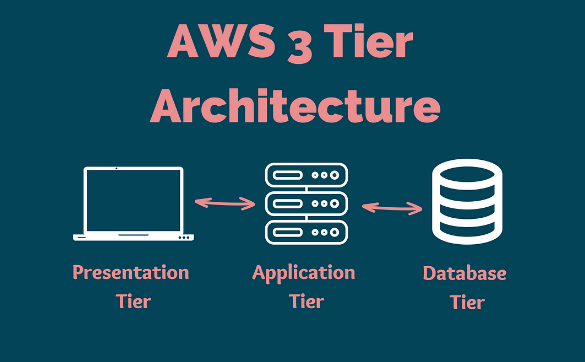 AWS 3 Tier
Architecture
Presentation
Tier
Application
Tier
Database
Tier